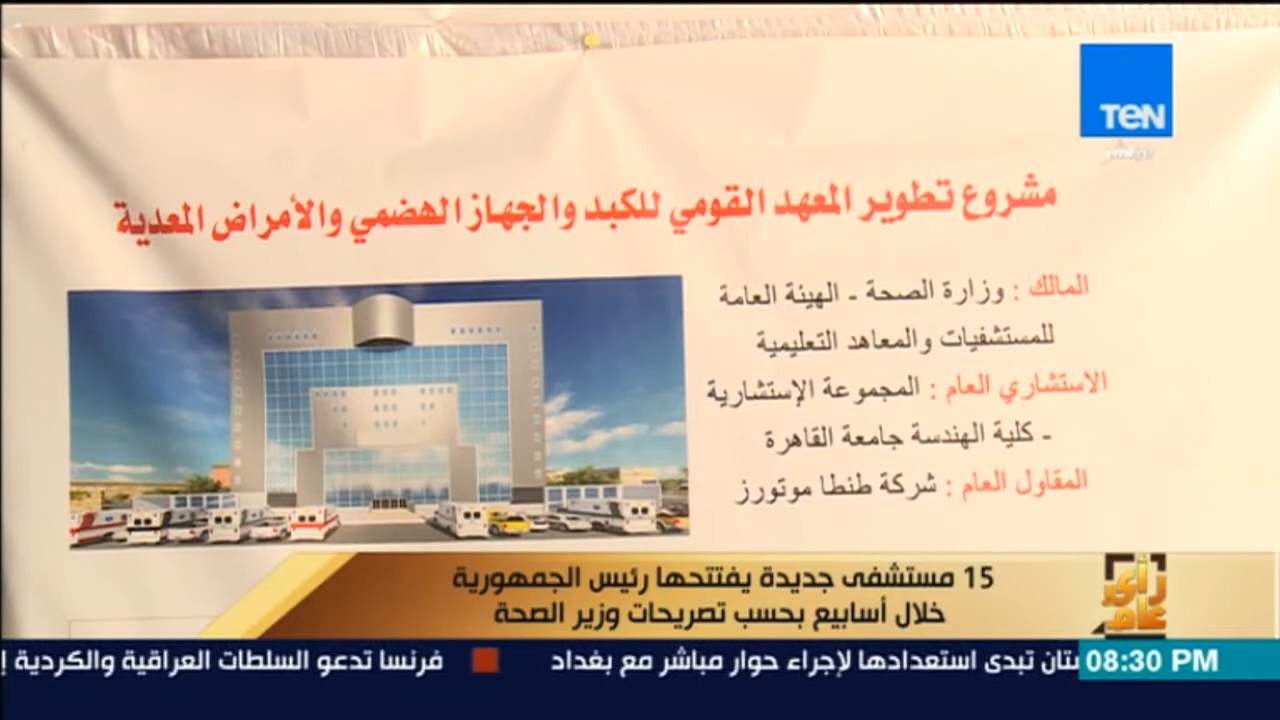 TEN
مباشر
مشروع تطوير المعهد القومي للكبد والجهاز الهضمي والأمراض المعدية
المالك : وزارة الصحة - الهيئة العامة
للمستشفيات والمعاهد التعليمية
الاستشاري العام : المجموعة الإستشارية
- كلية الهندسة جامعة القاهرة
المقاول العام : شركة طنطا موتورز
15 مستشفى جديدة يفتتحها رئيس الجمهورية
خلال أسابيع بحسب تصريحات وزير الصحة
رأى عام
08:30 PM
ستان تبدى استعدادها لإجراء حوار مباشر مع بغداد
فرنسا تدعو السلطات العراقية والكردية